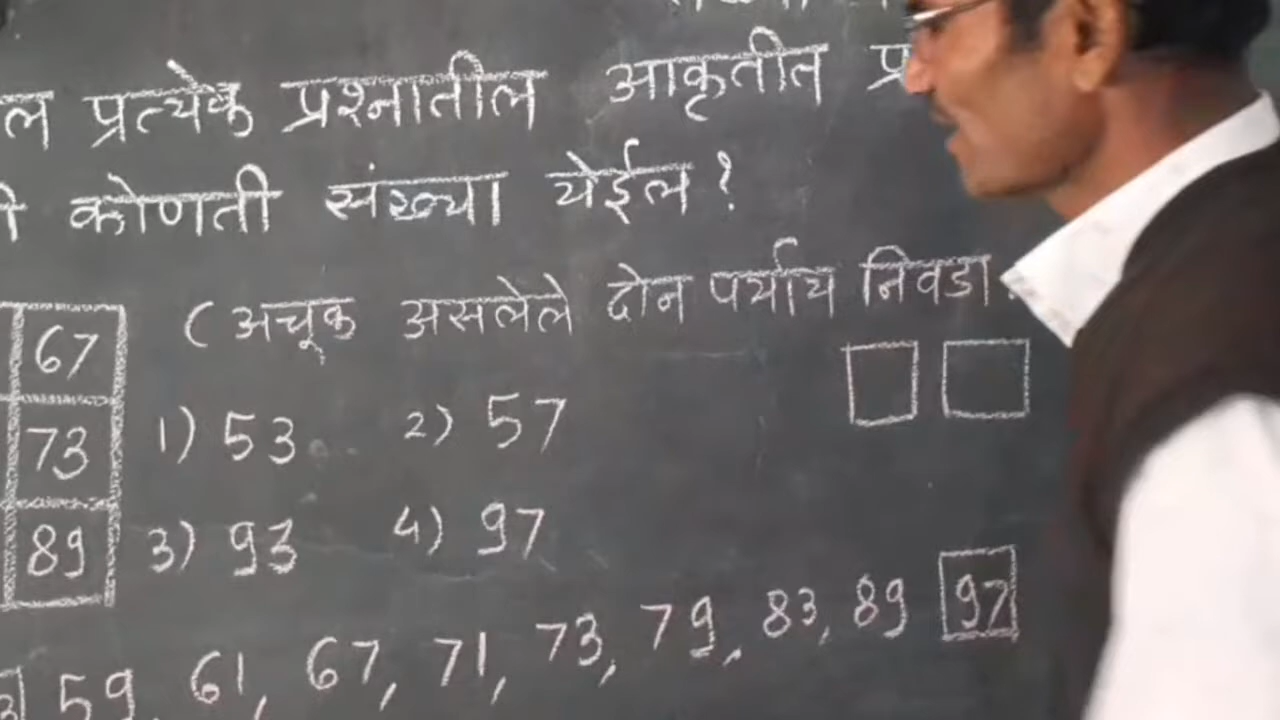 ल प्रत्येक प्रश्नातील आकृतीत प्र
कोणती संख्या येईल ?
( अचूक असलेले दोन पर्याय निवडा.
67
73
89
1) 53 2) 57
3) 93 4) 97
59, 61, 67, 71, 73, 79, 83, 89 97